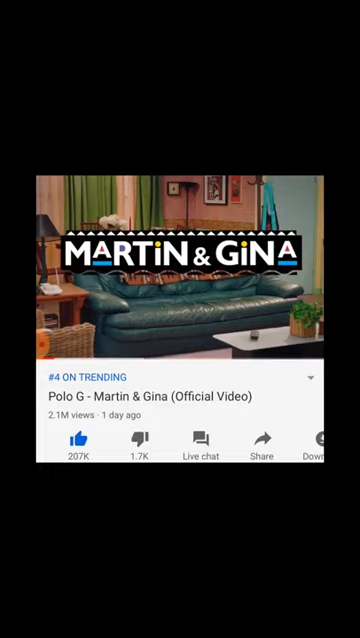 MARTIN & GINA
#4 ON TRENDING
Polo G - Martin & Gina (Official Video)
2.1M views · 1 day ago
207K 1.7K Live chat Share Down